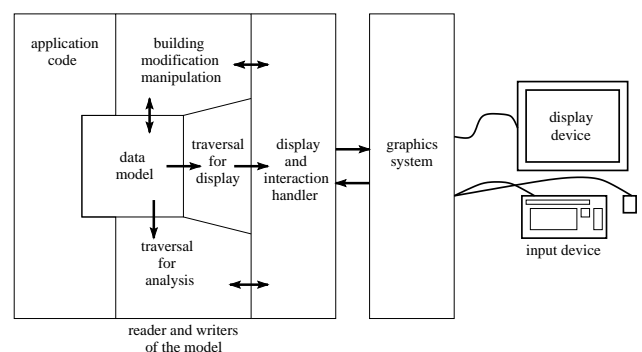 application
code
building
modification
manipulation
data
model
traversal
for
display
display
and
interaction
handler
traversal
for
analysis
reader and writers
of the model
graphics
system
display
device
input device